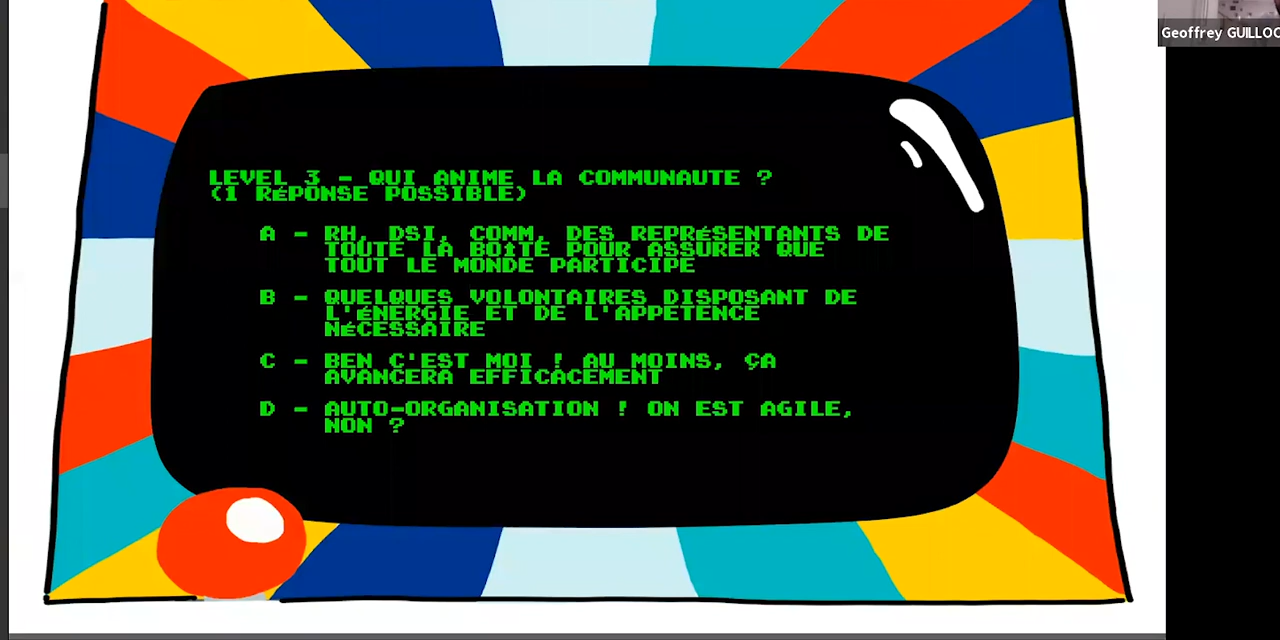 Geoffrey GUILLO
LEVEL 3 - QUI ANIME LA COMMUNAUTE ?
(1 RÉPONSE POSSIBLE)
A - RH, DSI, COMM, DES REPRÉSENTANTS DE
TOUTE LA BOÎTE POUR ASSURER QUE
TOUT LE MONDE PARTICIPE
B - QUELQUES VOLONTAIRES DISPOSANT DE
L'ÉNERGIE ET DE L'APPETENCE
NÉCESSAIRE
C - BEN C'EST MOI ! AU MOINS, ÇA
AVANCERA EFFICACEMENT
D - AUTO-ORGANISATION ! ON EST AGILE,
NON ?